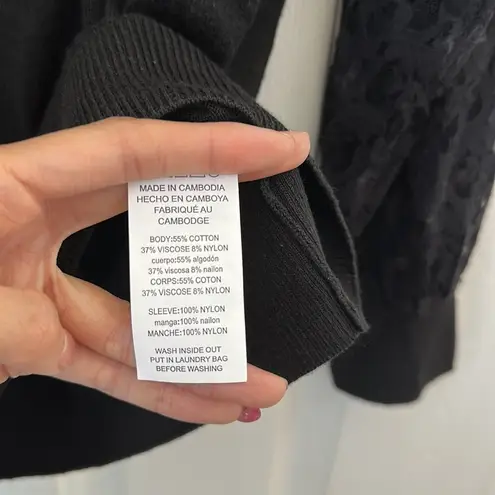 MADE IN CAMBODIA
HECHO EN CAMBOYA
FABRIQUÉ AU
CAMBODGE
BODY:55% COTTON
37% VISCOSE 8% NYLON
cuerpo:55% algodón
37% viscosa 8% nailon
CORPS:55% COTON
37% VISCOSE 8% NYLON
SLEEVE:100% NYLON
manga:100% nailon
MANCHE:100% NYLON
WASH INSIDE OUT
PUT IN LAUNDRY BAG
BEFORE WASHING